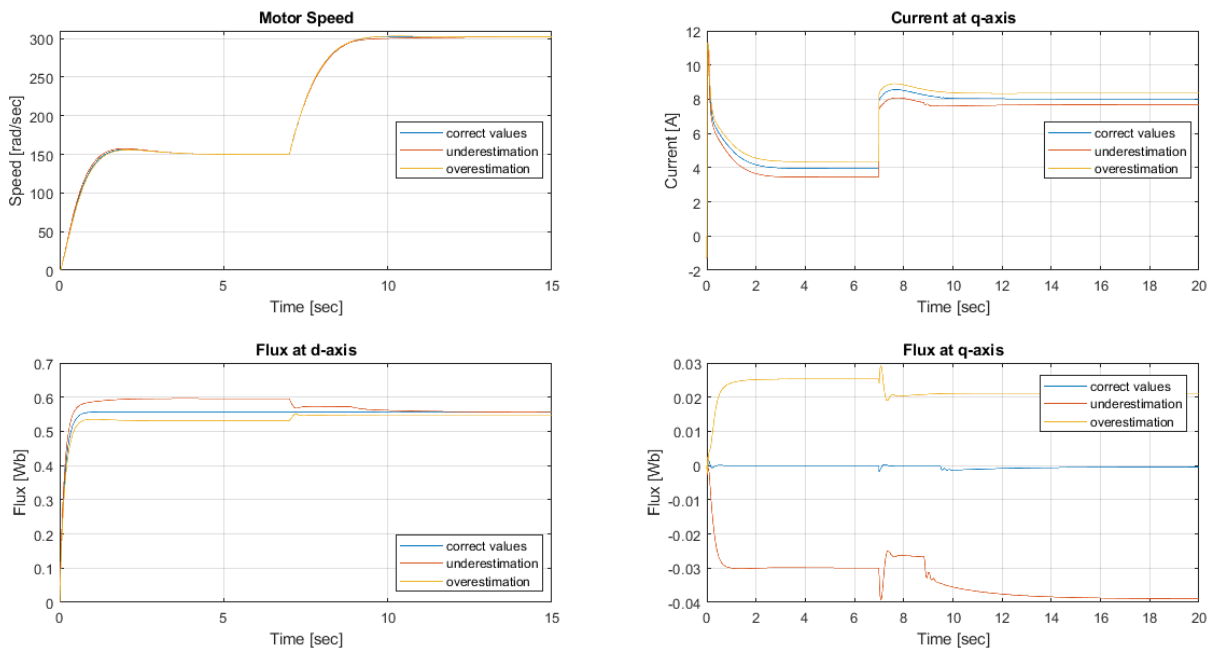 Motor Speed
300
250
200
150
100
50
0
Speed [rad/sec]
correct values
underestimation
overestimation
0 5 10 15
Time [sec]
Current at q-axis
12
10
8
6
4
2
0
-2
Current [A]
correct values
underestimation
overestimation
0 2 4 6 8 10 12 14 16 18 20
Time [sec]
Flux at d-axis
0.7
0.6
0.5
0.4
0.3
0.2
0.1
0
Flux [Wb]
correct values
underestimation
overestimation
0 5 10 15
Time [sec]
Flux at q-axis
0.03
0.02
0.01
0
-0.01
-0.02
-0.03
-0.04
Flux [Wb]
correct values
underestimation
overestimation
0 2 4 6 8 10 12 14 16 18 20
Time [sec]